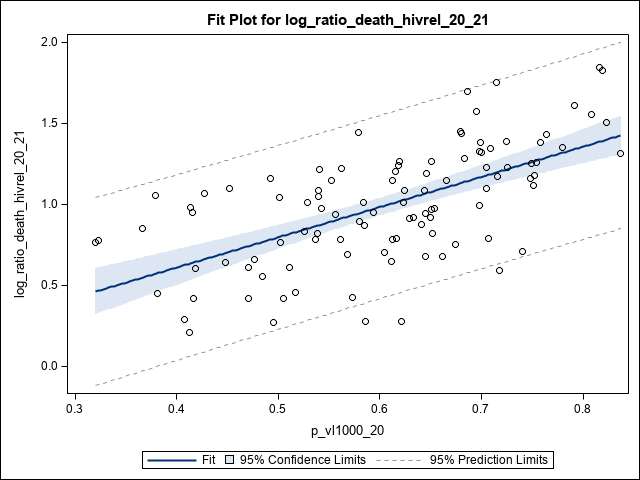 Fit Plot for log_ratio_death_hivrel_20_21
log_ratio_death_hivrel_20_21
2.0
1.5
1.0
0.5
0.0
0.3 0.4 0.5 0.6 0.7 0.8
p_vl1000_20
Fit 95% Confidence Limits 95% Prediction Limits